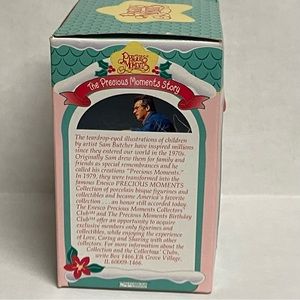 Precious
Moments
The Precious Moments Story
The teardrop-eyed illustrations of children
by artist Sam Butcher have inspired millions
since they entered our world in the 1970s.
Originally Sam drew them for family and
friends as special remembrances and he
called his creations "Precious Moments."
In 1979, they were transformed into the
famous Enesco PRECIOUS MOMENTS
Collection of porcelain bisque figurines and
collectibles and became America's favorite
collection . . . an honor still accorded today.
The Enesco Precious Moments Collectors'
Club℠ and The Precious Moments Birthday
Club℠ offer an opportunity to acquire
exclusive members only figurines and
collectibles, while enjoying the experience
of Love, Caring and Sharing with other
collectors. For more information about the
Collection and the Collectors' Clubs,
write Box 1466, Elk Grove Village,
IL 60009-1466.